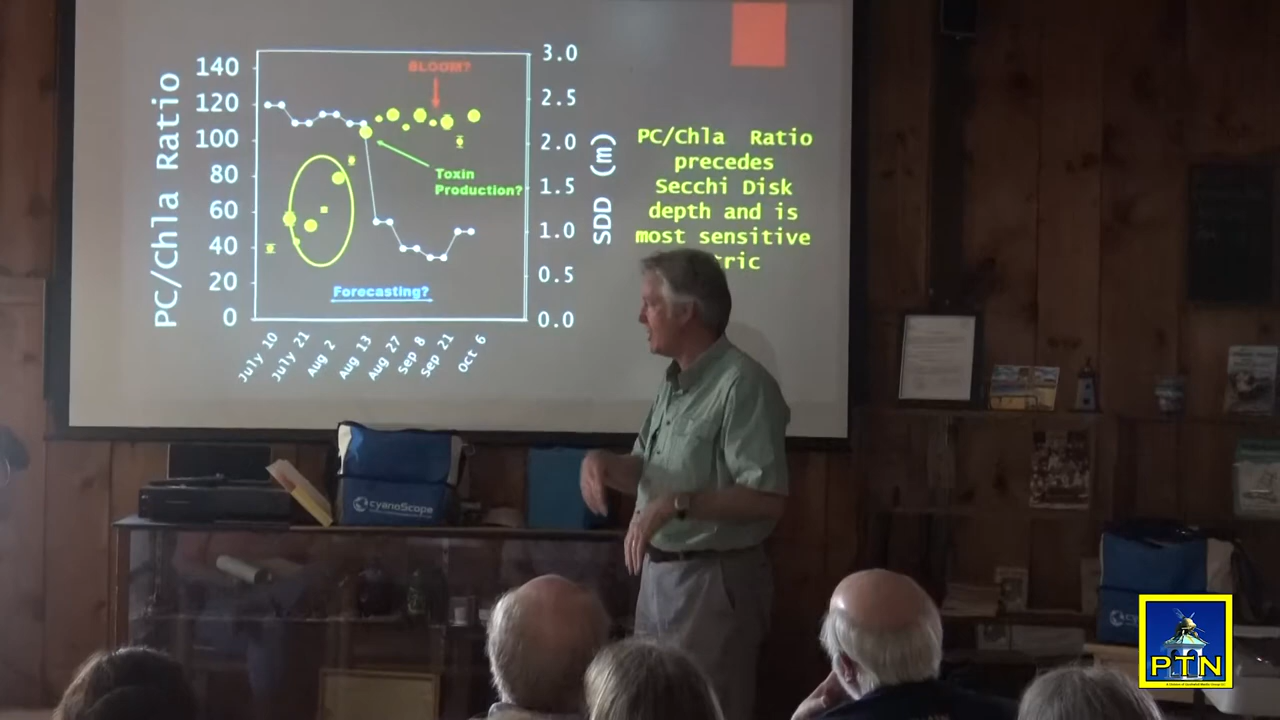 BLOOM?
140
120
100
80
60
40
20
0
PC/Chla Ratio
3.0
2.5
2.0
1.5
1.0
0.5
0.0
SDD (m)
Toxin
Production?
Forecasting?
July 10
July 21
Aug 2
Aug 13
Aug 27
Sep 8
Sep 21
Oct 6
PC/Chla Ratio
precedes
Secchi Disk
depth and is
most sensitive
tric
cyanoScope
PTN